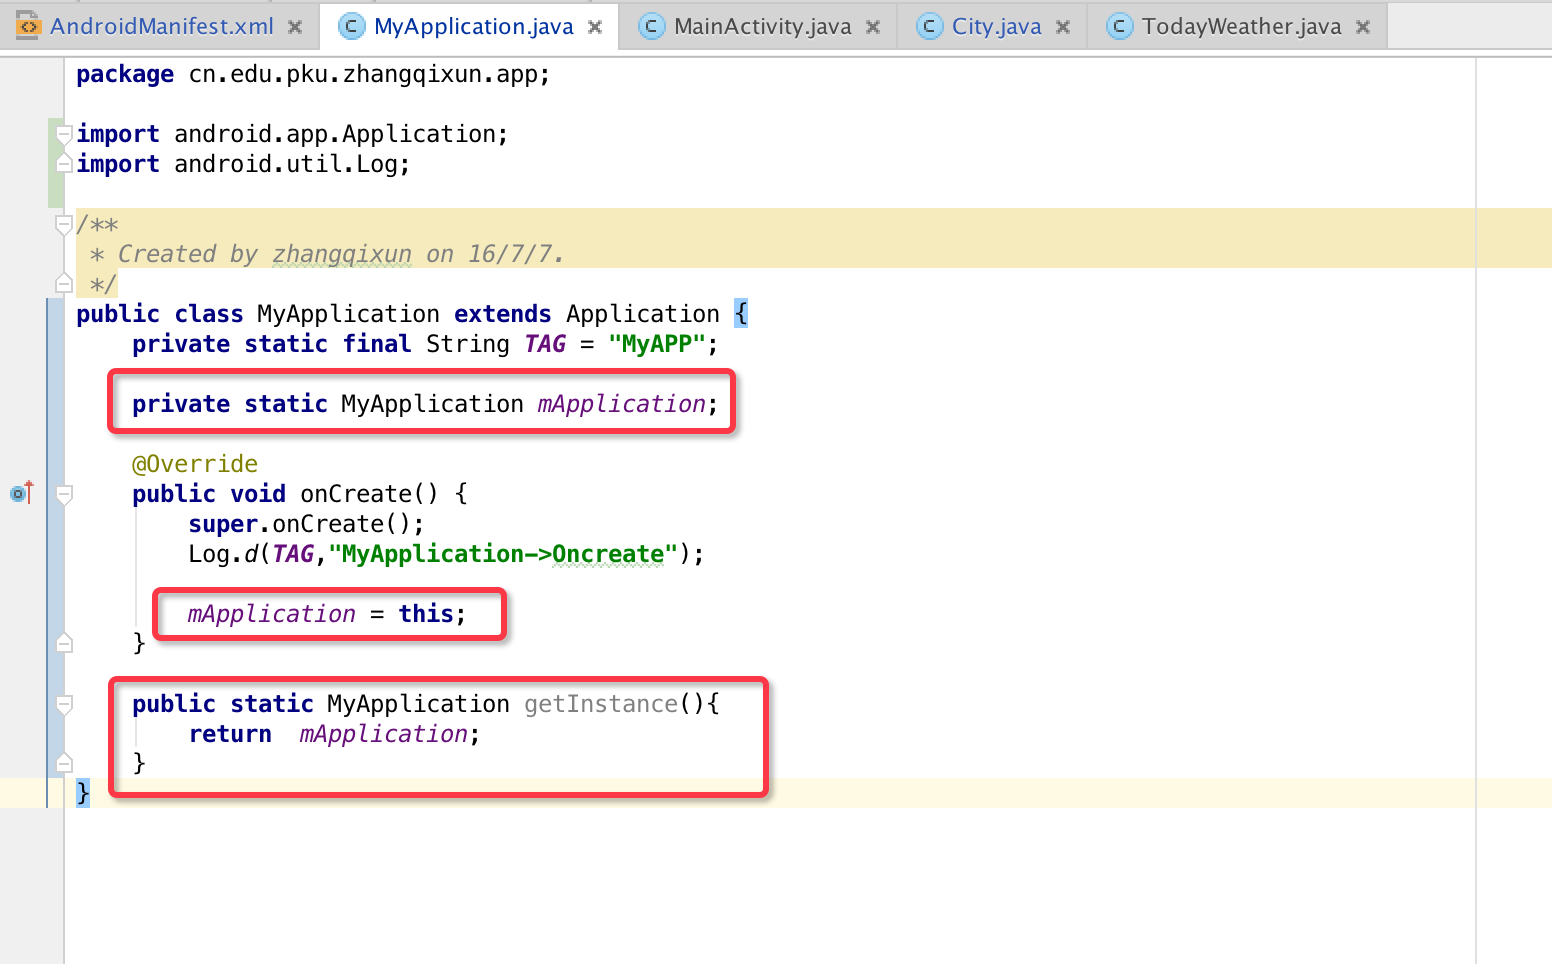 AndroidManifest.xml MyApplication.java MainActivity.java City.java TodayWeather.java
package cn.edu.pku.zhangqixun.app;
import android.app.Application;
import android.util.Log;
/**
* Created by zhangqixun on 16/7/7.
*/
public class MyApplication extends Application {
private static final String TAG = "MyAPP";
private static MyApplication mApplication;
@Override
public void onCreate() {
super.onCreate();
Log.d(TAG,"MyApplication->Oncreate");
mApplication = this;
}
public static MyApplication getInstance(){
return  mApplication;
}
}